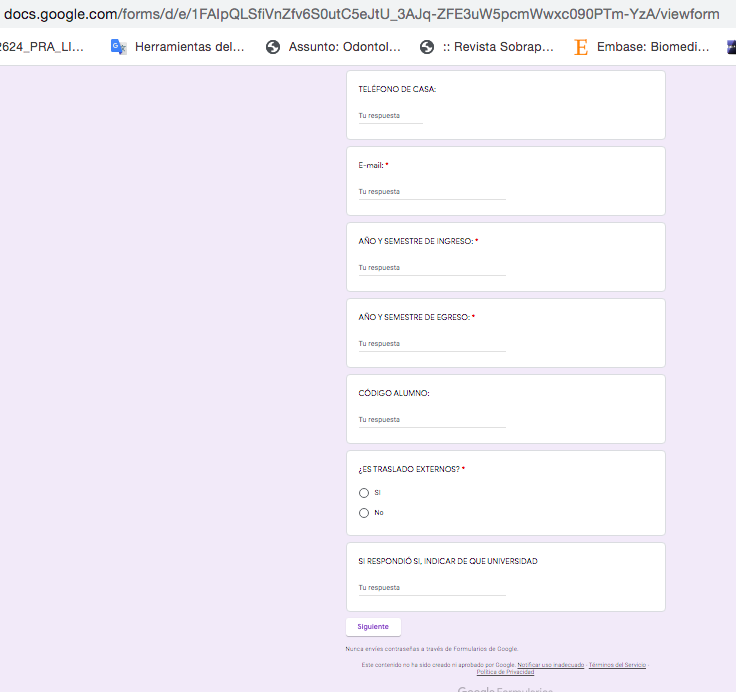 docs.google.com/forms/d/e/1FAIpQLSfiVnZfv6S0utC5eJtU_3AJq-ZFE3uW5pcmWwxc090PTm-YzA/viewform
2624_PRA_LI... Herramientas del... Assunto: Odontol... :: Revista Sobrap... Embase: Biomedi...
TELÉFONO DE CASA:
Tu respuesta
E-mail: *
Tu respuesta
AÑO Y SEMESTRE DE INGRESO: *
Tu respuesta
AÑO Y SEMESTRE DE EGRESO: *
Tu respuesta
CÓDIGO ALUMNO:
Tu respuesta
¿ES TRASLADO EXTERNOS? *
SI
No
SI RESPONDIÓ SI, INDICAR DE QUE UNIVERSIDAD
Tu respuesta
Siguiente
Nunca envíes contraseñas a través de Formularios de Google.
Este contenido no ha sido creado ni aprobado por Google. Notificar uso inadecuado - Términos del Servicio -
Política de Privacidad
Google Formularios